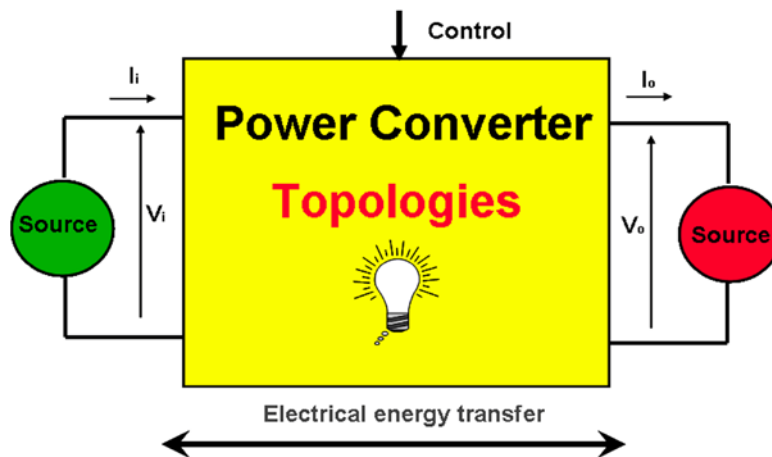 Control
Ii
Io
Power Converter
Topologies
Source
Vi
Vo
Source
Electrical energy transfer